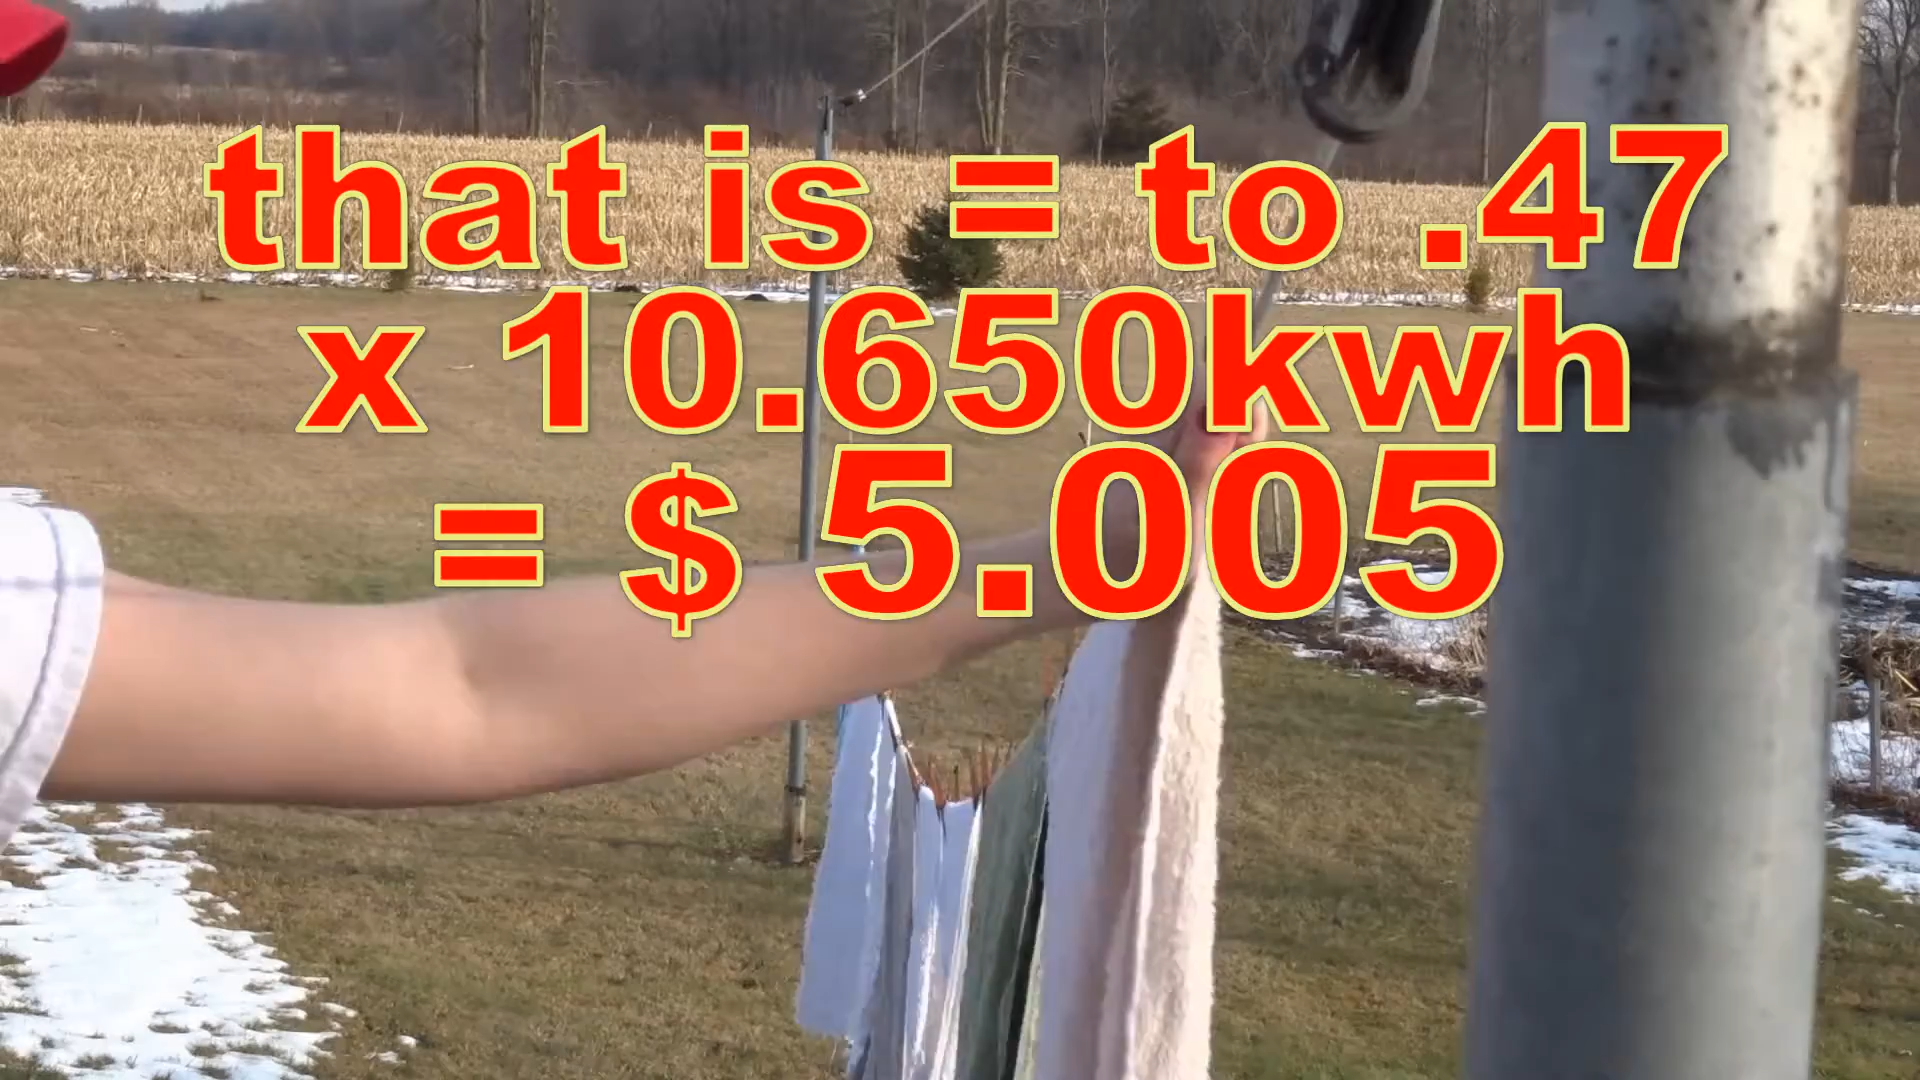 that is = to .47
x 10.650kwh
= $ 5.005